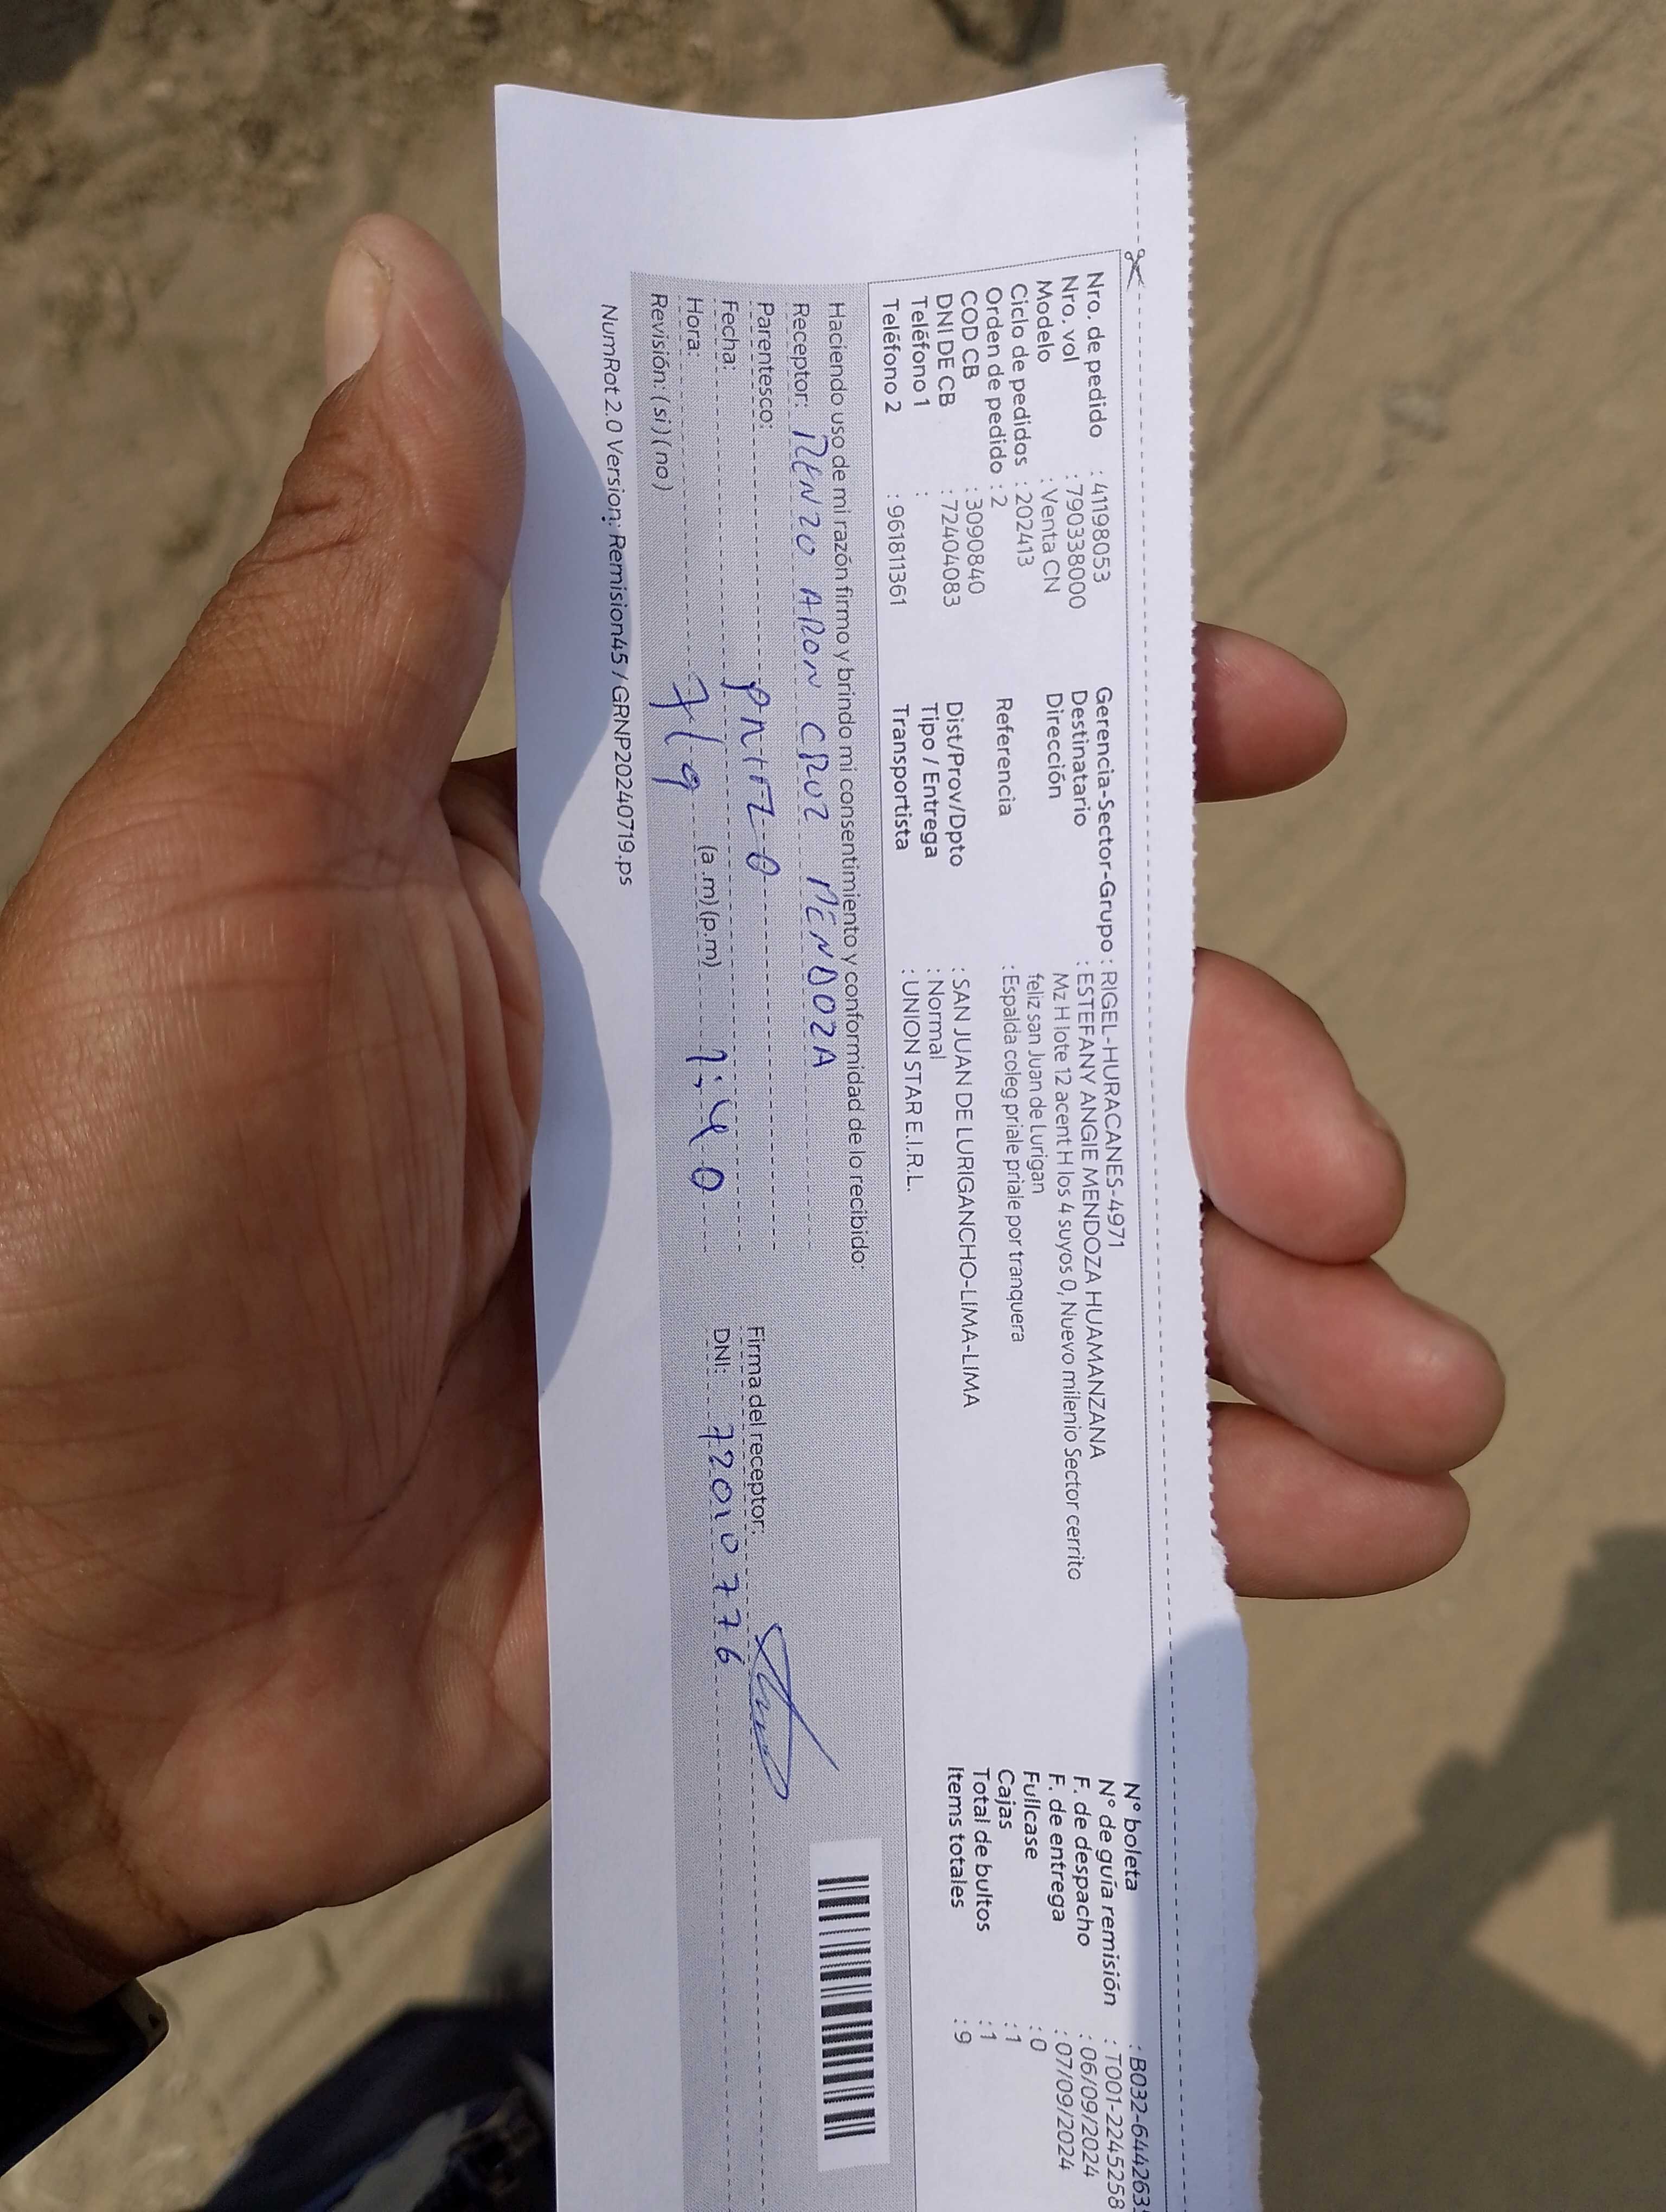 Nro. de pedido : 41198053
Nro. vol : 790338000
Modelo : Venta CN
Ciclo de pedidos : 202413
Orden de pedido : 2
COD CB : 3090840
DNI DE CB : 72404083
Teléfono 1 :
Teléfono 2 : 961811361
Gerencia-Sector-Grupo : RIGEL-HURACANES-4971
Destinatario : ESTEFANY ANGIE MENDOZA HUAMANZANA
Dirección Mz H lote 12 acent H los 4 suyos 0, Nuevo milenio Sector cerrito
feliz san Juan de Lurigan
Referencia : Espalda coleg priale priale por tranquera
Dist/Prov/Dpto : SAN JUAN DE LURIGANCHO-LIMA-LIMA
Tipo / Entrega : Normal
Transportista : UNION STAR E.I.R.L.
N° boleta : B032-644263
N° de guía remisión : T001-2245258
F. de despacho : 06/09/2024
F. de entrega : 07/09/2024
Fullcase : 0
Cajas : 1
Total de bultos : 1
Items totales : 9
Haciendo uso de mi razón firmo y brindo mi consentimiento y conformidad de lo recibido:
Receptor: RENZO ARON CRUZ MENDOZA
Parentesco:
Fecha: 7/9
Hora: (a.m)(p.m) 1:40
Revisión: (si) (no)
Firma del receptor:
DNI: 72010776
NumRot 2.0 Version: Remision45 / GRNP20240719.ps